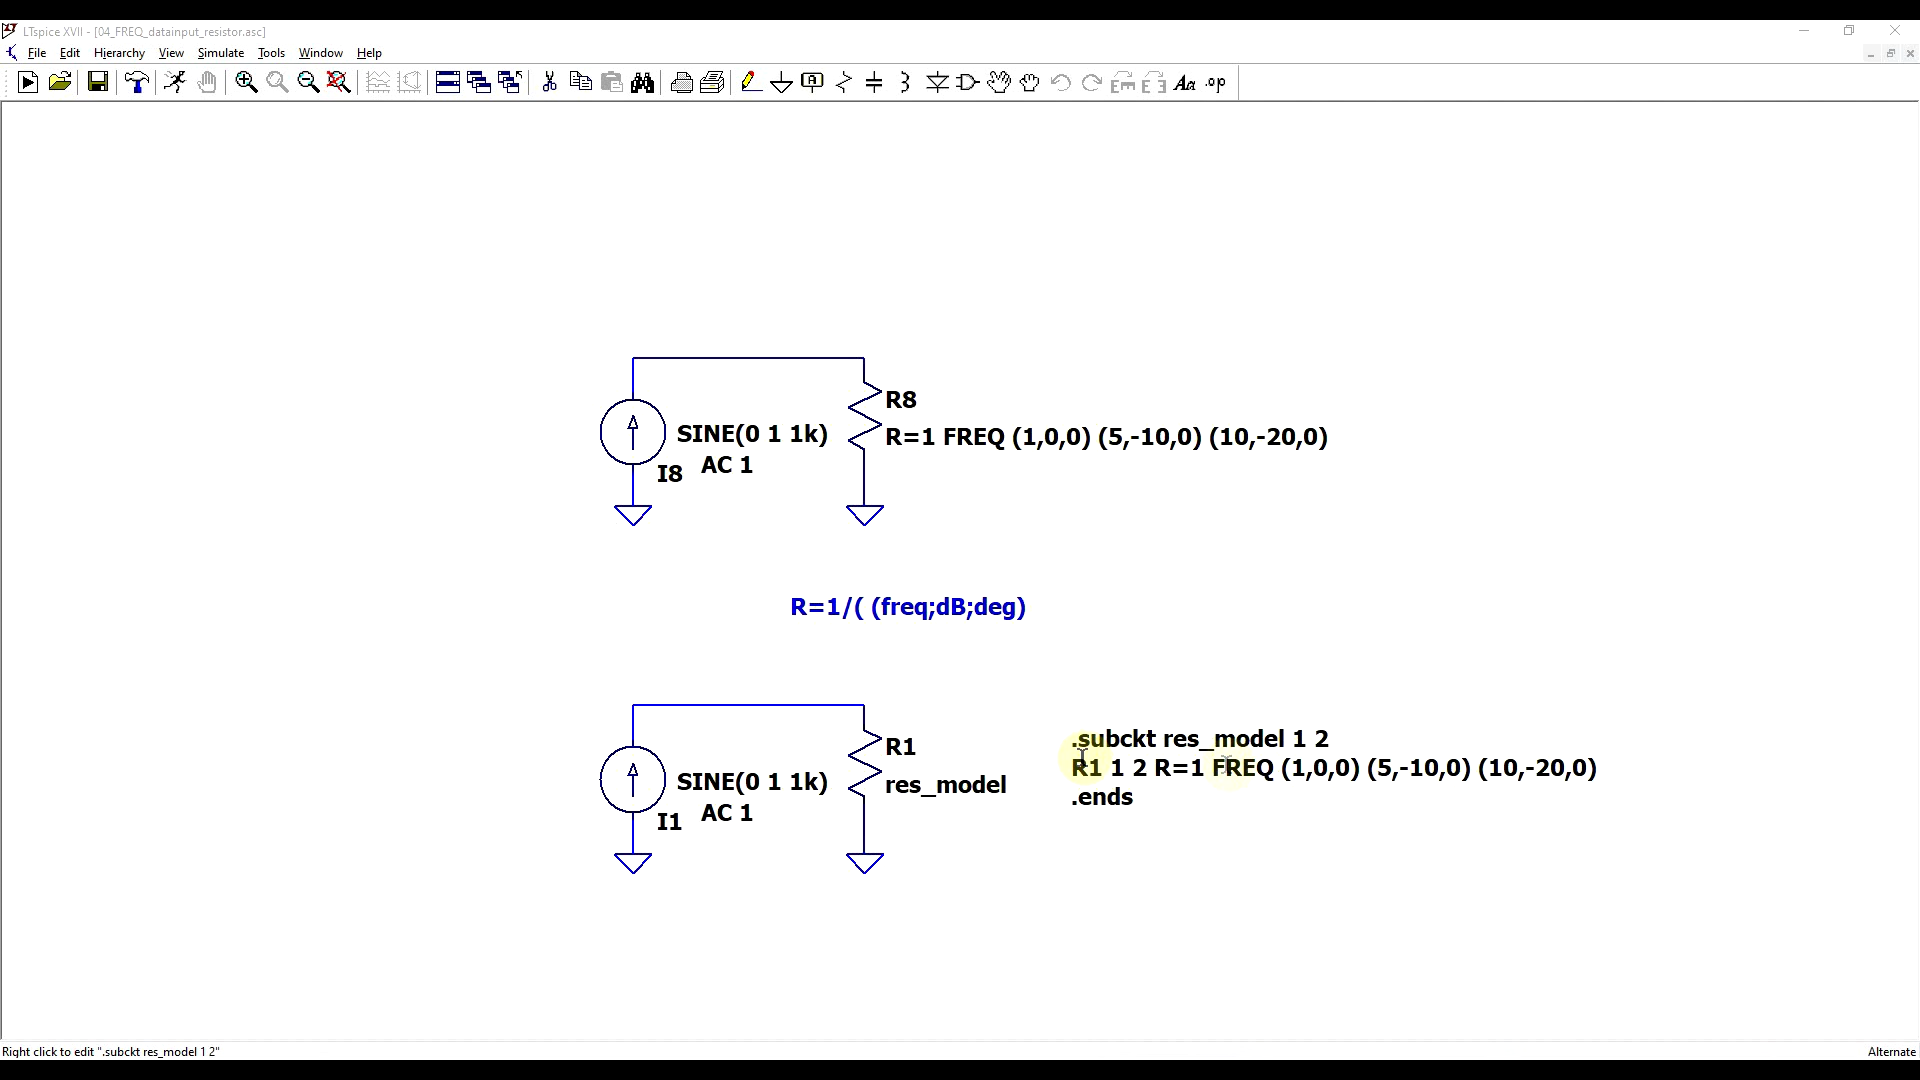 LTspice XVII - [04_FREQ_datainput_resistor.asc]
File Edit Hierarchy View Simulate Tools Window Help
.op
R8
R=1 FREQ (1,0,0) (5,-10,0) (10,-20,0)
SINE(0 1 1k)
AC 1
I8
R=1/( (freq;dB;deg)
R1
res_model
SINE(0 1 1k)
AC 1
I1
.subckt res_model 1 2
R1 1 2 R=1 FREQ (1,0,0) (5,-10,0) (10,-20,0)
.ends
Right click to edit ".subckt res_model 1 2"
Alternate